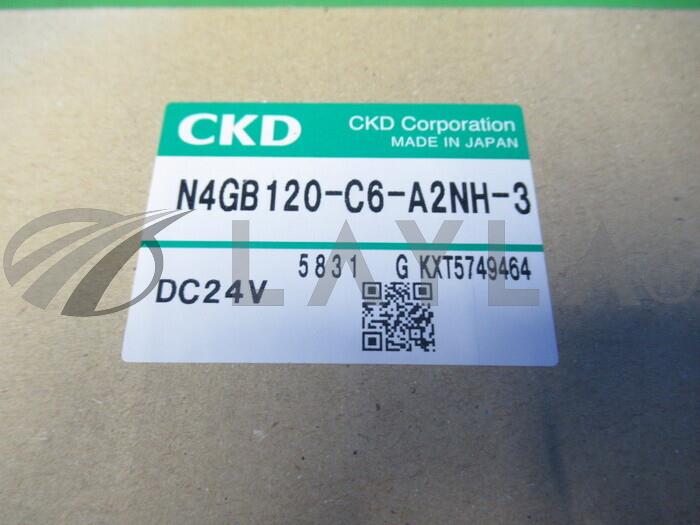 CKD CKD Corporation
MADE IN JAPAN
N4GB120-C6-A2NH-3
5831 G KXT5749464
DC24V